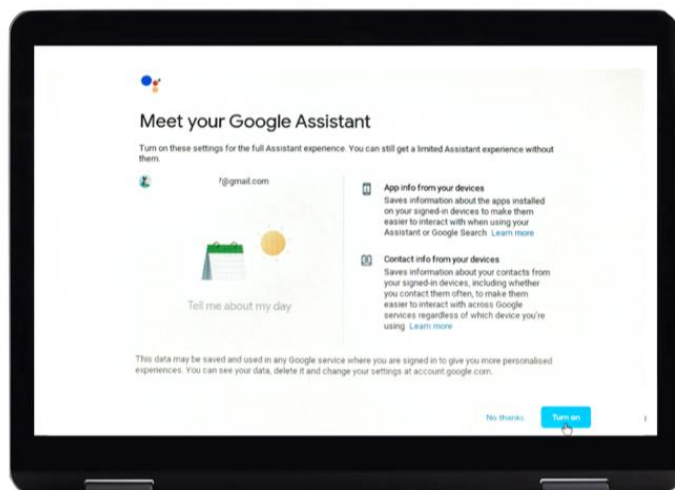 Meet your Google Assistant
Turn on these settings for the full Assistant experience. You can still get a limited Assistant experience without
them.
@gmail.com
Tell me about my day
App info from your devices
Saves information about the apps installed
on your signed-in devices to make them
easier to interact with when using your
Assistant or Google Search Learn more
Contact info from your devices
Saves information about your contacts from
your signed-in devices, including whether
you contact them often, to make them
easier to interact with across Google
services regardless of which device you're
using Learn more
This data may be saved and used in any Google service where you are signed in to give you more personalised
experiences. You can see your data, delete it and change your settings at account.google.com.
No thanks
Turn on